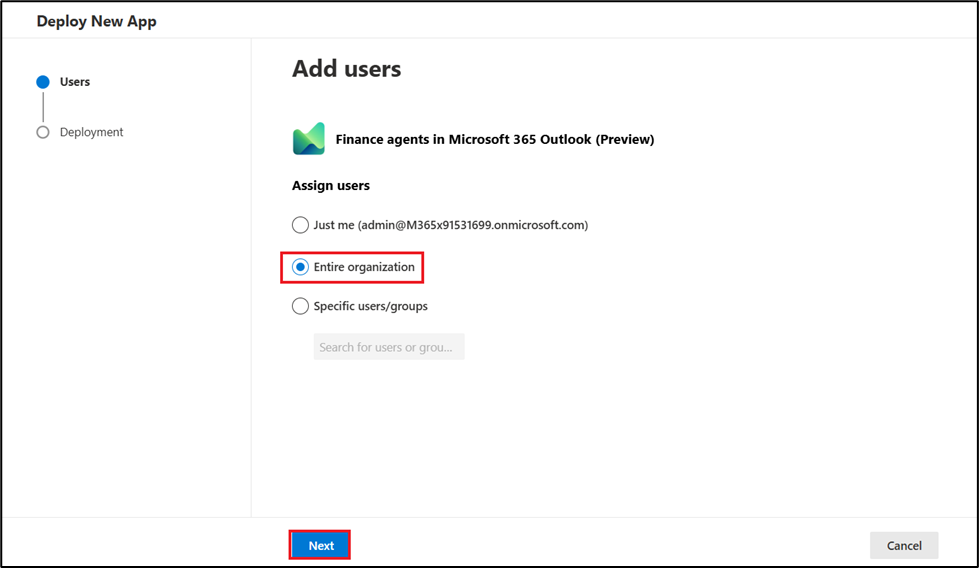 Deploy New App
Users
Deployment
Add users
Finance agents in Microsoft 365 Outlook (Preview)
Assign users
Just me (admin@M365x91531699.onmicrosoft.com)
Entire organization
Specific users/groups
Search for users or grou...
Next
Cancel